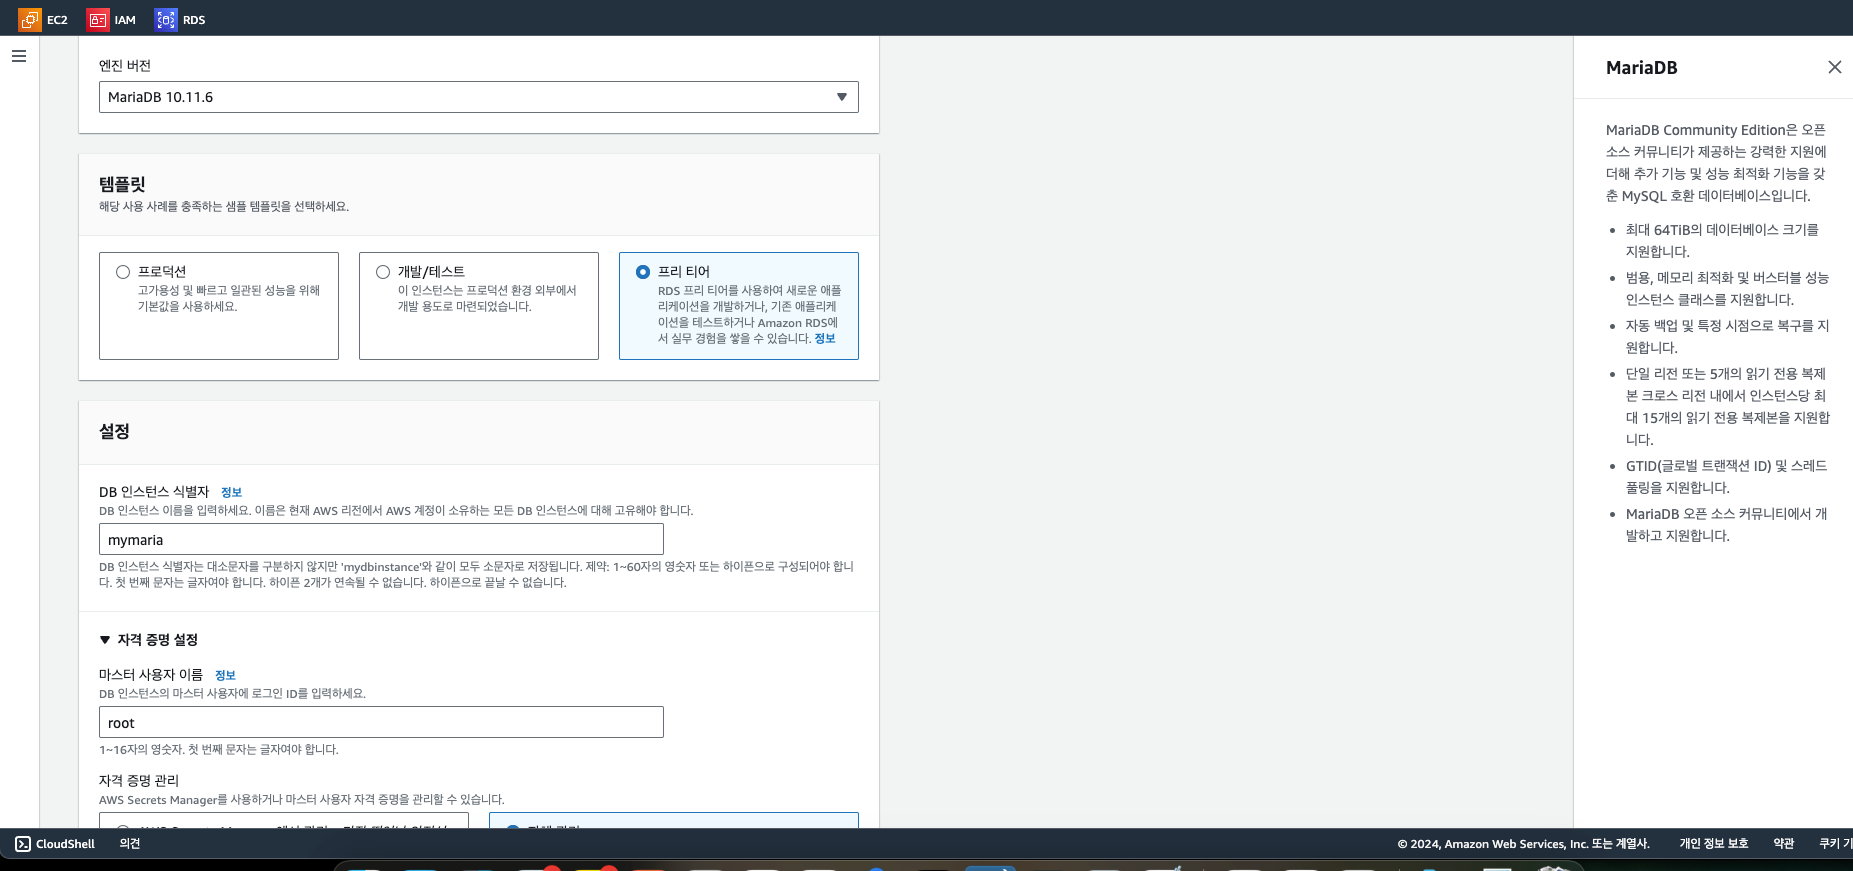 EC2 IAM RDS
엔진 버전
MariaDB 10.11.6
템플릿
해당 사용 사례를 충족하는 샘플 템플릿을 선택하세요.
프로덕션
고가용성 및 빠르고 일관된 성능을 위해
기본값을 사용하세요.
개발/테스트
이 인스턴스는 프로덕션 환경 외부에서
개발 용도로 마련되었습니다.
프리 티어
RDS 프리 티어를 사용하여 새로운 애플
리케이션을 개발하거나, 기존 애플리케
이션을 테스트하거나 Amazon RDS에
서 실무 경험을 쌓을 수 있습니다. 정보
설정
DB 인스턴스 식별자 정보
DB 인스턴스 이름을 입력하세요. 이름은 현재 AWS 리전에서 AWS 계정이 소유하는 모든 DB 인스턴스에 대해 고유해야 합니다.
mymaria
DB 인스턴스 식별자는 대소문자를 구분하지 않지만 'mydbinstance'와 같이 모두 소문자로 저장됩니다. 제약: 1~60자의 영숫자 또는 하이픈으로 구성되어야 합니
다. 첫 번째 문자는 글자여야 합니다. 하이픈 2개가 연속될 수 없습니다. 하이픈으로 끝날 수 없습니다.
자격 증명 설정
마스터 사용자 이름 정보
DB 인스턴스의 마스터 사용자에 로그인 ID를 입력하세요.
root
1~16자의 영숫자. 첫 번째 문자는 글자여야 합니다.
자격 증명 관리
AWS Secrets Manager를 사용하거나 마스터 사용자 자격 증명을 관리할 수 있습니다.
MariaDB
MariaDB Community Edition은 오픈
소스 커뮤니티가 제공하는 강력한 지원에
더해 추가 기능 및 성능 최적화 기능을 갖
춘 MySQL 호환 데이터베이스입니다.
최대 64TiB의 데이터베이스 크기를
지원합니다.
범용, 메모리 최적화 및 버스터블 성능
인스턴스 클래스를 지원합니다.
자동 백업 및 특정 시점으로 복구를 지
원합니다.
단일 리전 또는 5개의 읽기 전용 복제
본 크로스 리전 내에서 인스턴스당 최
대 15개의 읽기 전용 복제본을 지원합
니다.
GTID(글로벌 트랜잭션 ID) 및 스레드
풀링을 지원합니다.
MariaDB 오픈 소스 커뮤니티에서 개
발하고 지원합니다.
CloudShell 의견 © 2024, Amazon Web Services, Inc. 또는 계열사. 개인 정보 보호 약관 쿠키 기